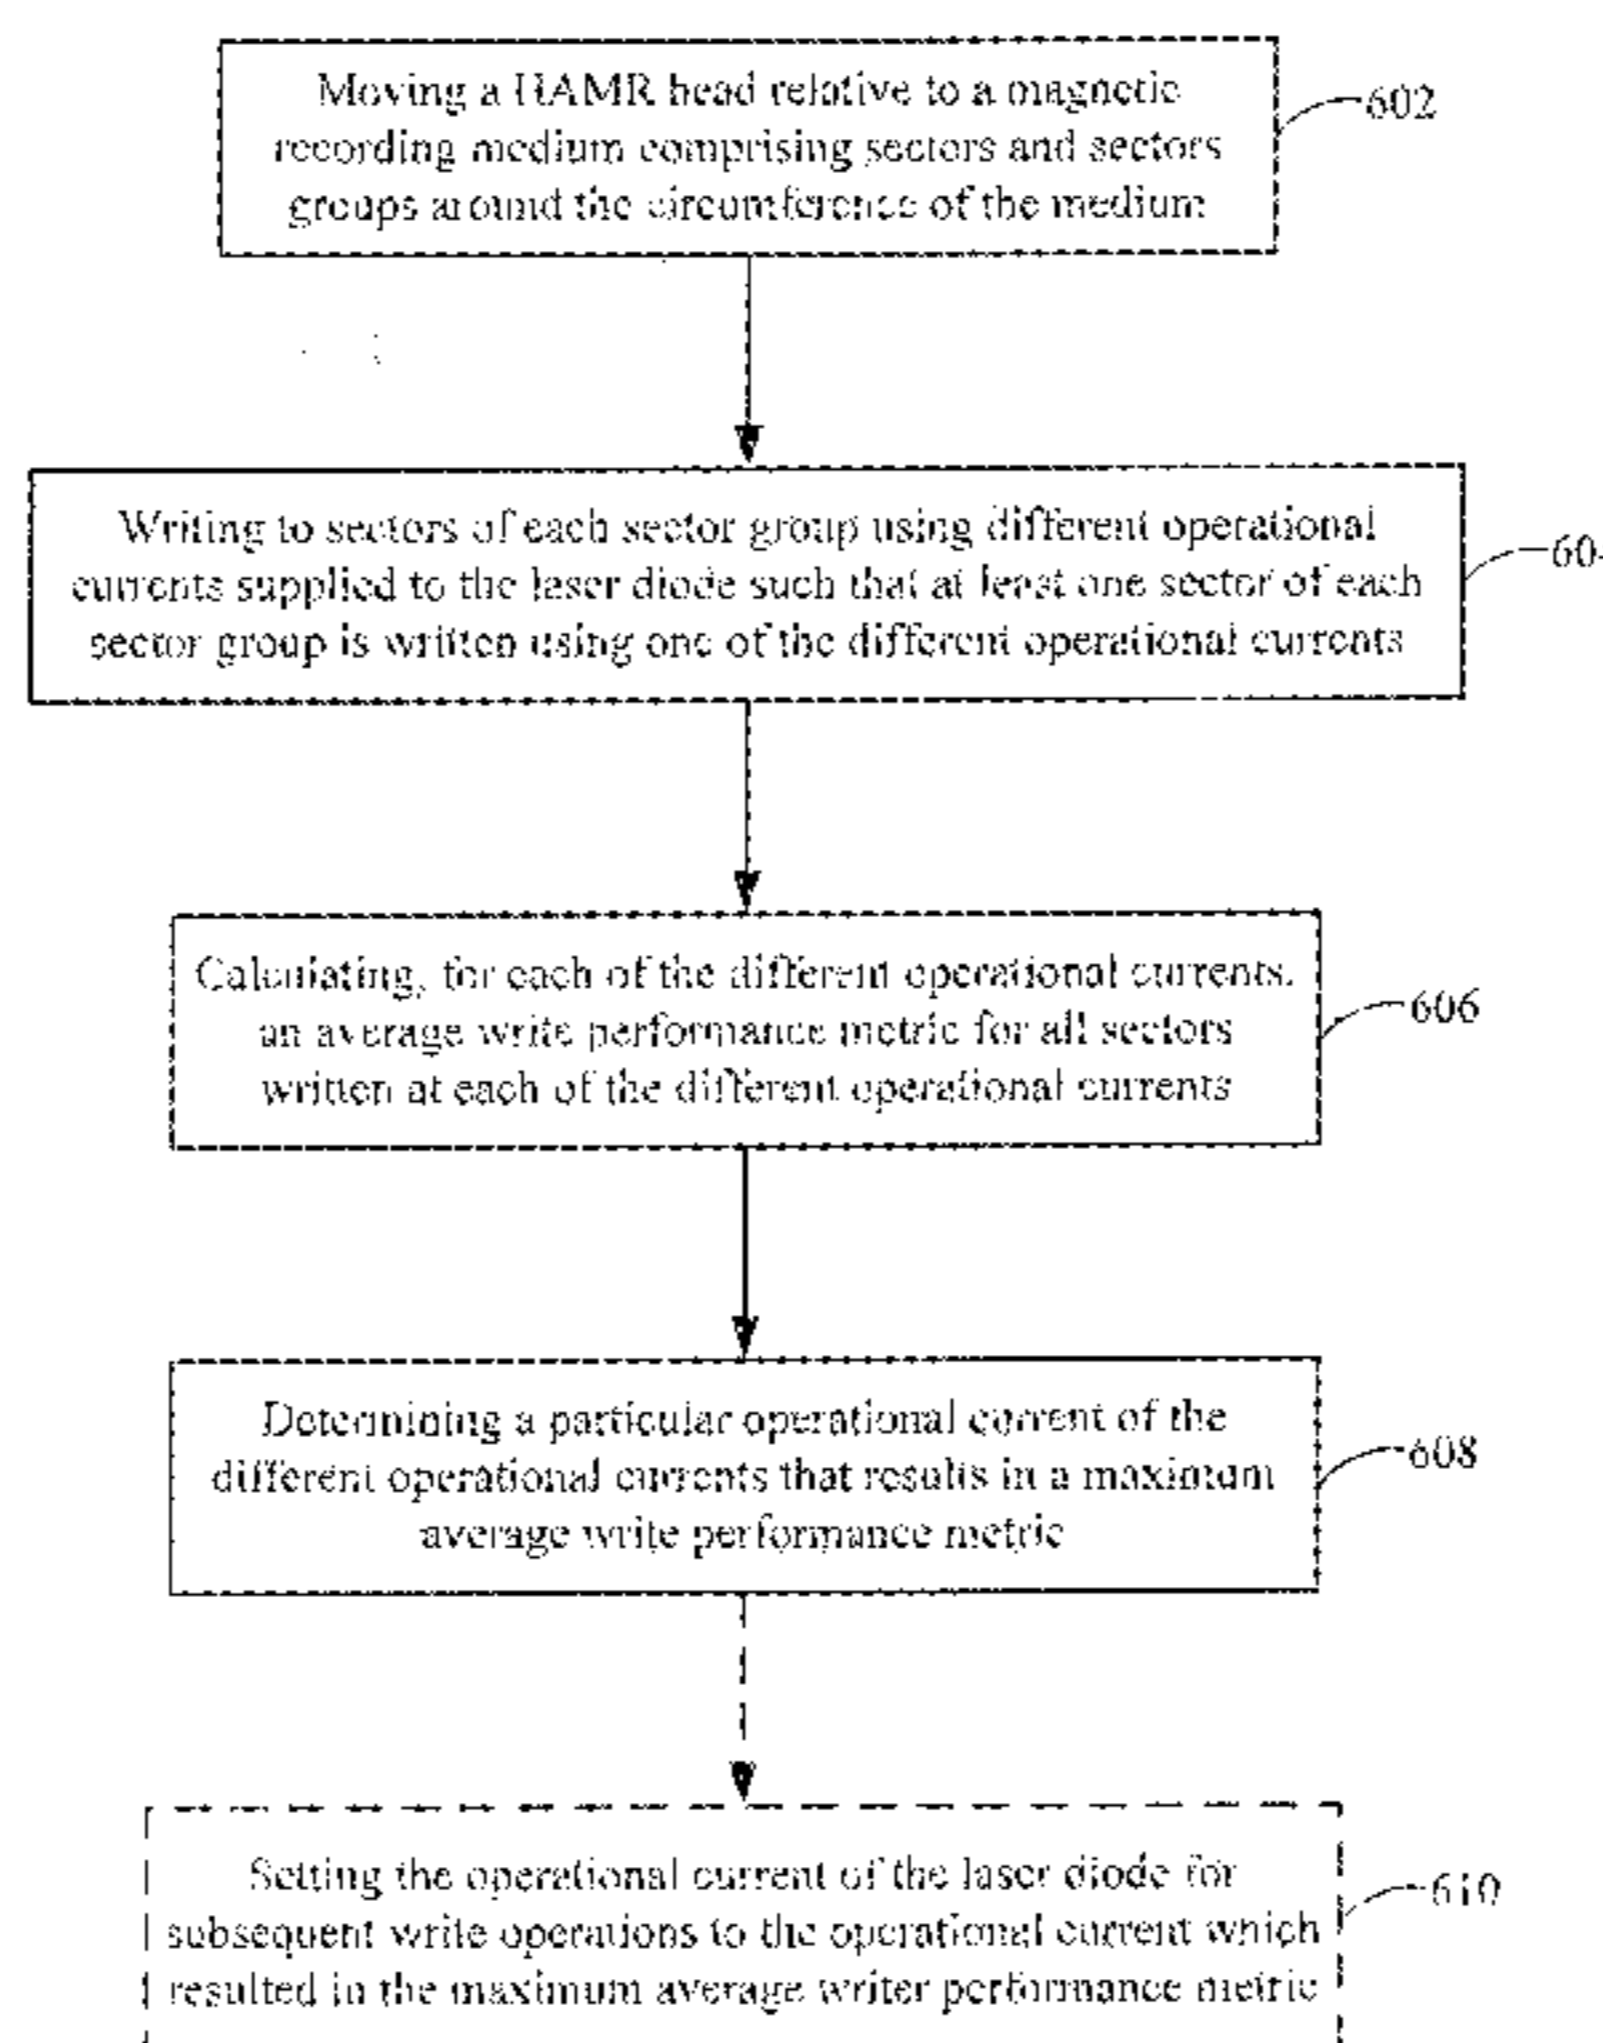 Moving a HAMR head relative to a magnetic
recording medium comprising sectors and sectors
groups around the circumference of the medium
602
Writing to sectors of each sector group using different operational
currents supplied to the laser diode such that at least one sector of each
sector group is written using one of the different operational currents
60
Calculating, for each of the different operational currents,
an average write performance metric for all sectors
written at each of the different operational currents
606
Determining a particular operational current of the
different operational currents that results in a maximum
average write performance metric
608
Setting the operational current of the laser diode for
subsequent write operations to the operational current which
resulted in the maximum average writer performance metric
610